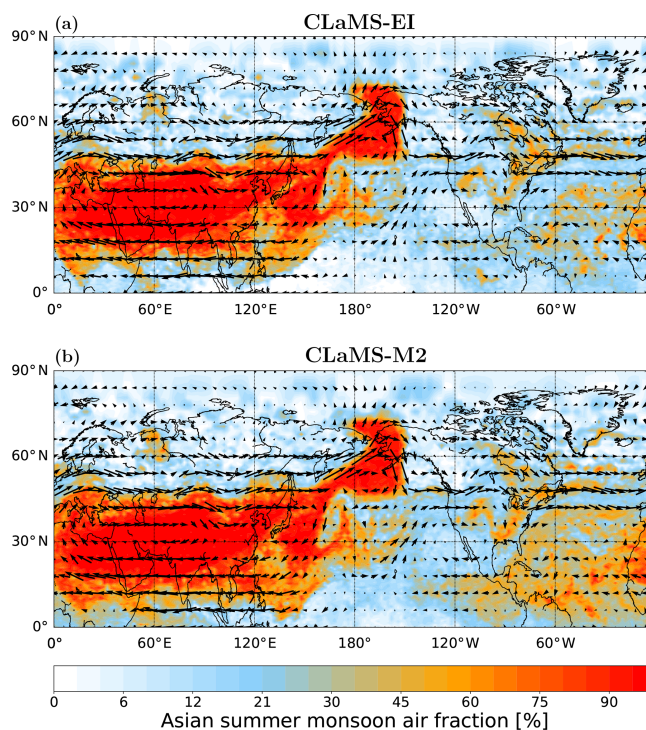 (a) CLaMS-EI
90° N
60°N
30°N
0°
0° 60°E 120°E 180° 120°W 60°W
(b) CLaMS-M2
90° N
60°N
30°N
0°
0° 60°E 120°E 180° 120°W 60°W
0 6 12 21 30 45 60 75 90
Asian summer monsoon air fraction [%]